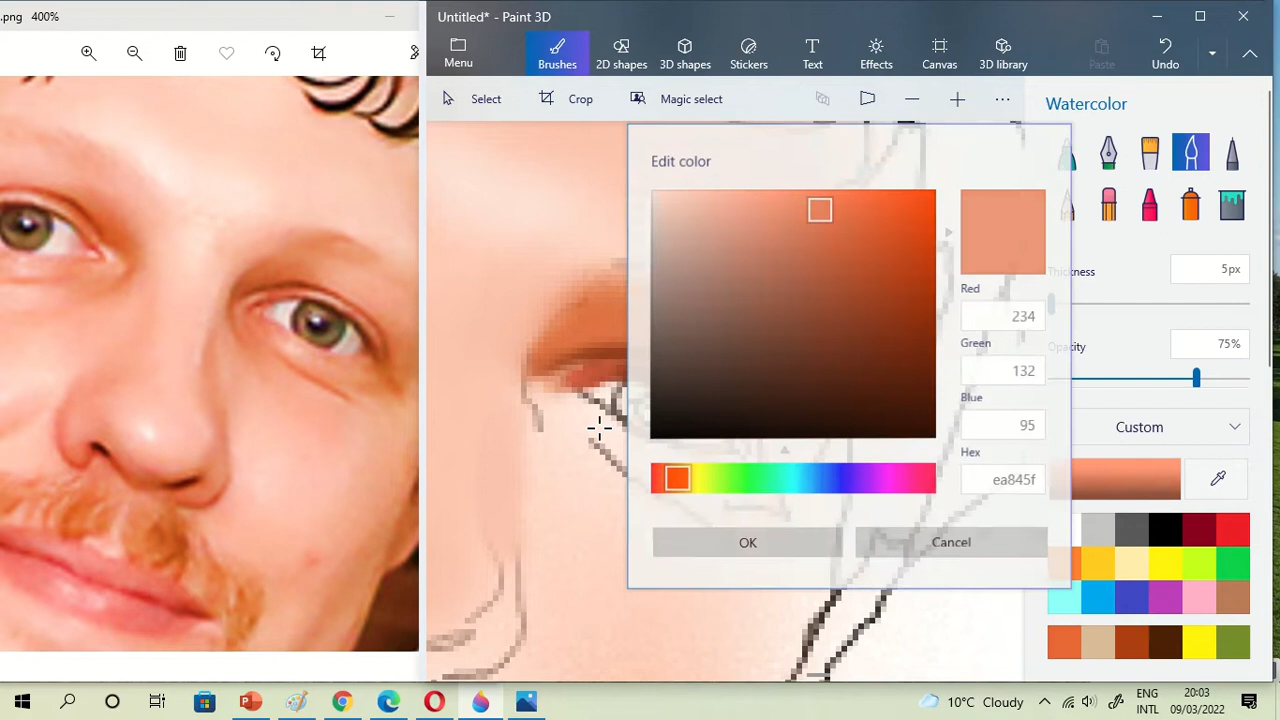 .png 400%
Untitled* - Paint 3D
Menu
Brushes
2D shapes
3D shapes
Stickers
Text
Effects
Canvas
3D library
Paste
Undo
Select
Crop
Magic select
Watercolor
Edit color
Thickness
5px
Red
234
Opacity
75%
Green
132
Blue
95
Custom
Hex
ea845f
OK
Cancel
10°C Cloudy
ENG
INTL
20:03
09/03/2022